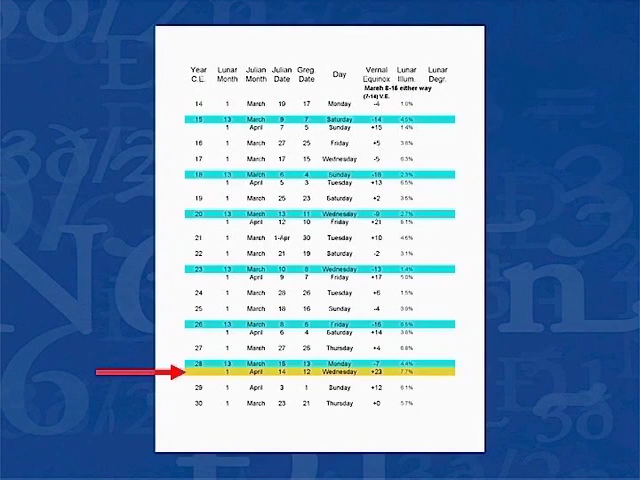 Year Lunar Julian Julian Greg. Day Vernal Lunar Lunar
C.E. Month Month Date Date Equinox Illum. Degr.
March 8-16 either way
(7-14) V.E.
14 1 March 19 17 Monday -4 1.0%
15 13 March 9 7 Saturday -14 4.5%
1 April 7 5 Sunday +15 1.4%
16 1 March 27 25 Friday +5 3.8%
17 1 March 17 15 Wednesday -5 6.3%
18 13 March 6 4 Sunday -16 2.3%
1 April 5 3 Tuesday +13 6.5%
19 1 March 25 23 Saturday +2 3.5%
20 13 March 13 11 Wednesday -9 2.7%
1 April 12 10 Friday +21 8.1%
21 1 March 1-Apr 30 Tuesday +10 4.6%
22 1 March 21 19 Saturday -2 3.1%
23 13 March 10 8 Wednesday -13 1.4%
1 April 9 7 Friday +17 5.0%
24 1 March 28 26 Tuesday +6 1.5%
25 1 March 18 16 Sunday -4 3.9%
26 13 March 8 6 Friday -15
1 April 6 4 Saturday +14 3.8%
27 1 March 27 25 Thursday +4 6.8%
28 13 March 15 13 Monday -7 4.4%
1 April 14 12 Wednesday +23 7.7%
29 1 April 3 1 Sunday +12 6.1%
30 1 March 23 21 Thursday +0 5.7%